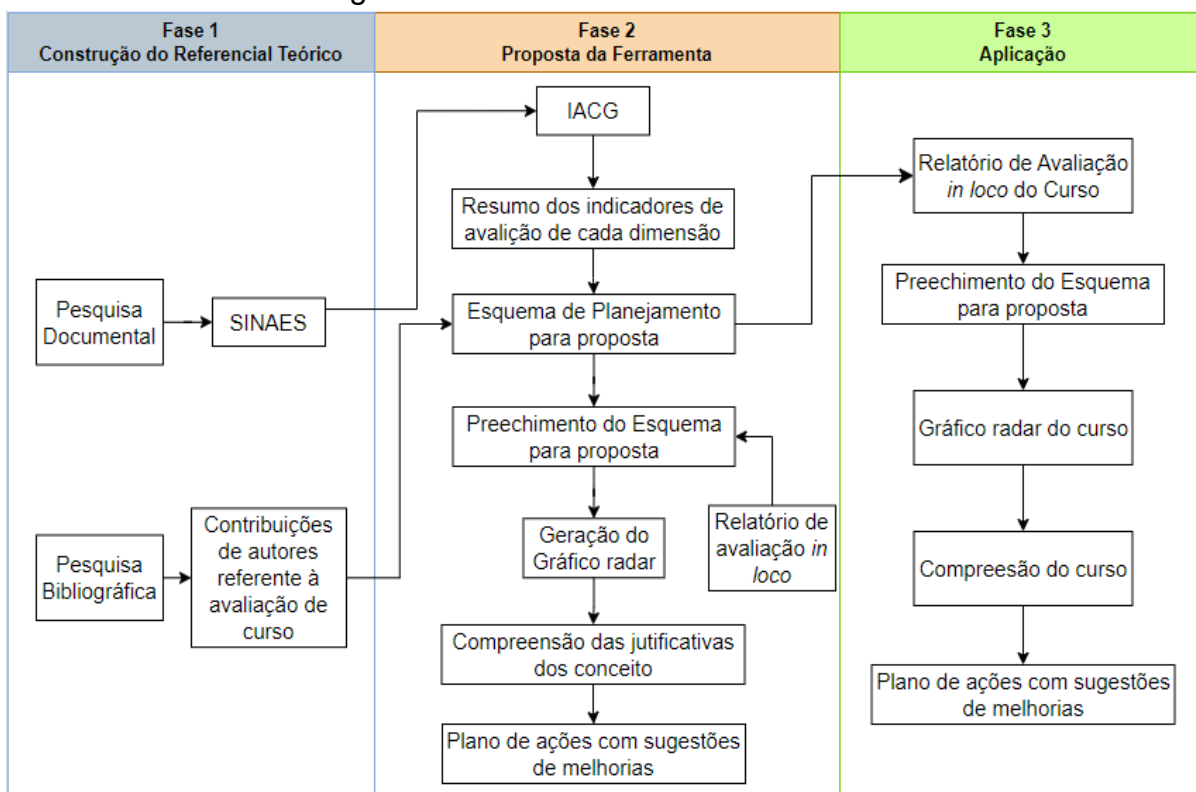 g
Fase 1
Construção do Referencial Teórico
Fase 2
Proposta da Ferramenta
Fase 3
Aplicação
Pesquisa
Documental
SINAES
Pesquisa
Bibliográfica
Contribuições
de autores
referente à
avaliação de
curso
IACG
Resumo dos indicadores de
avalição de cada dimensão
Esquema de Planejamento
para proposta
Preechimento do Esquema
para proposta
Geração do
Gráfico radar
Relatório de
avaliação in
loco
Compreensão das jutificativas
dos conceito
Plano de ações com sugestões
de melhorias
Relatório de Avaliação
in loco do Curso
Preechimento do Esquema
para proposta
Gráfico radar do curso
Compreesão do curso
Plano de ações com sugestões
de melhorias